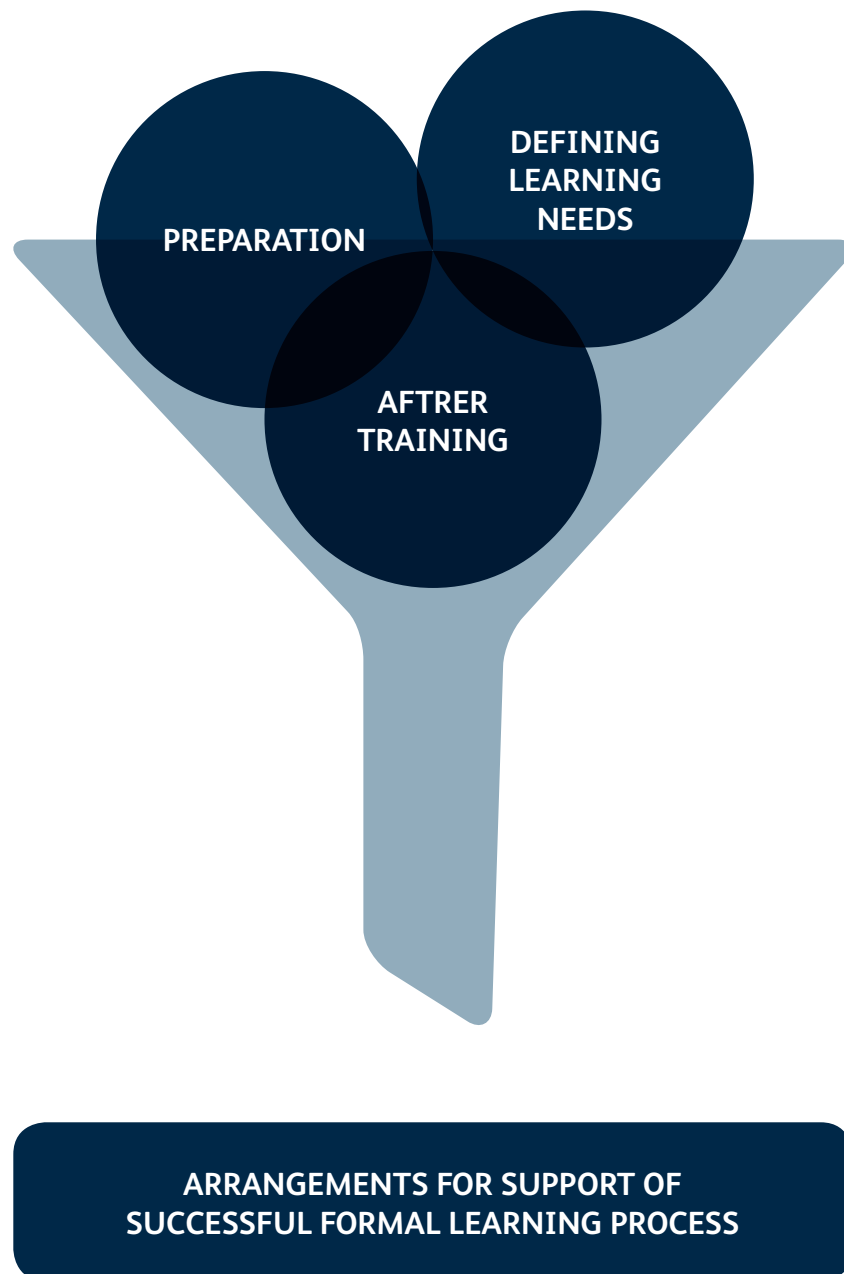 DEFINING
LEARNING
NEEDS
PREPARATION
AFTRER
TRAINING
ARRANGEMENTS FOR SUPPORT OF
SUCCESSFUL FORMAL LEARNING PROCESS